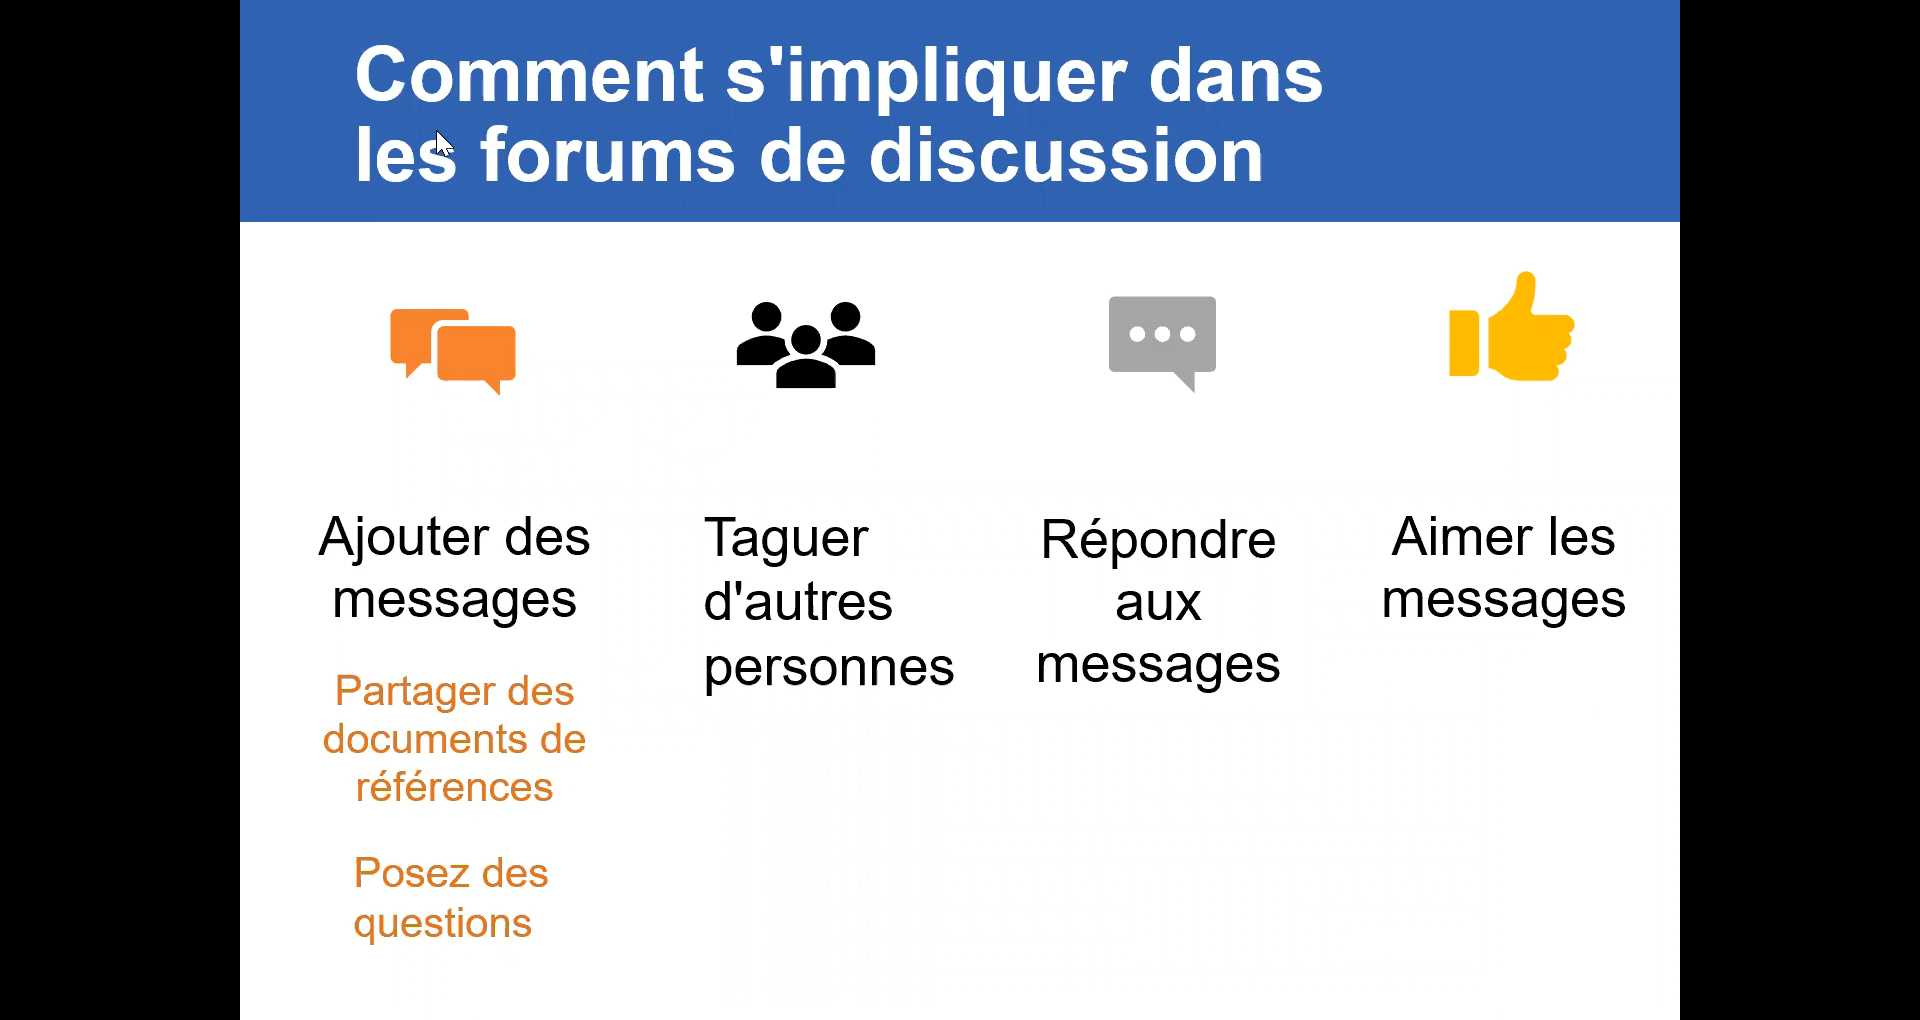 Comment s'impliquer dans
les forums de discussion
Ajouter des
messages
Partager des
documents de
références
Posez des
questions
Taguer
d'autres
personnes
Répondre
aux
messages
Aimer les
messages